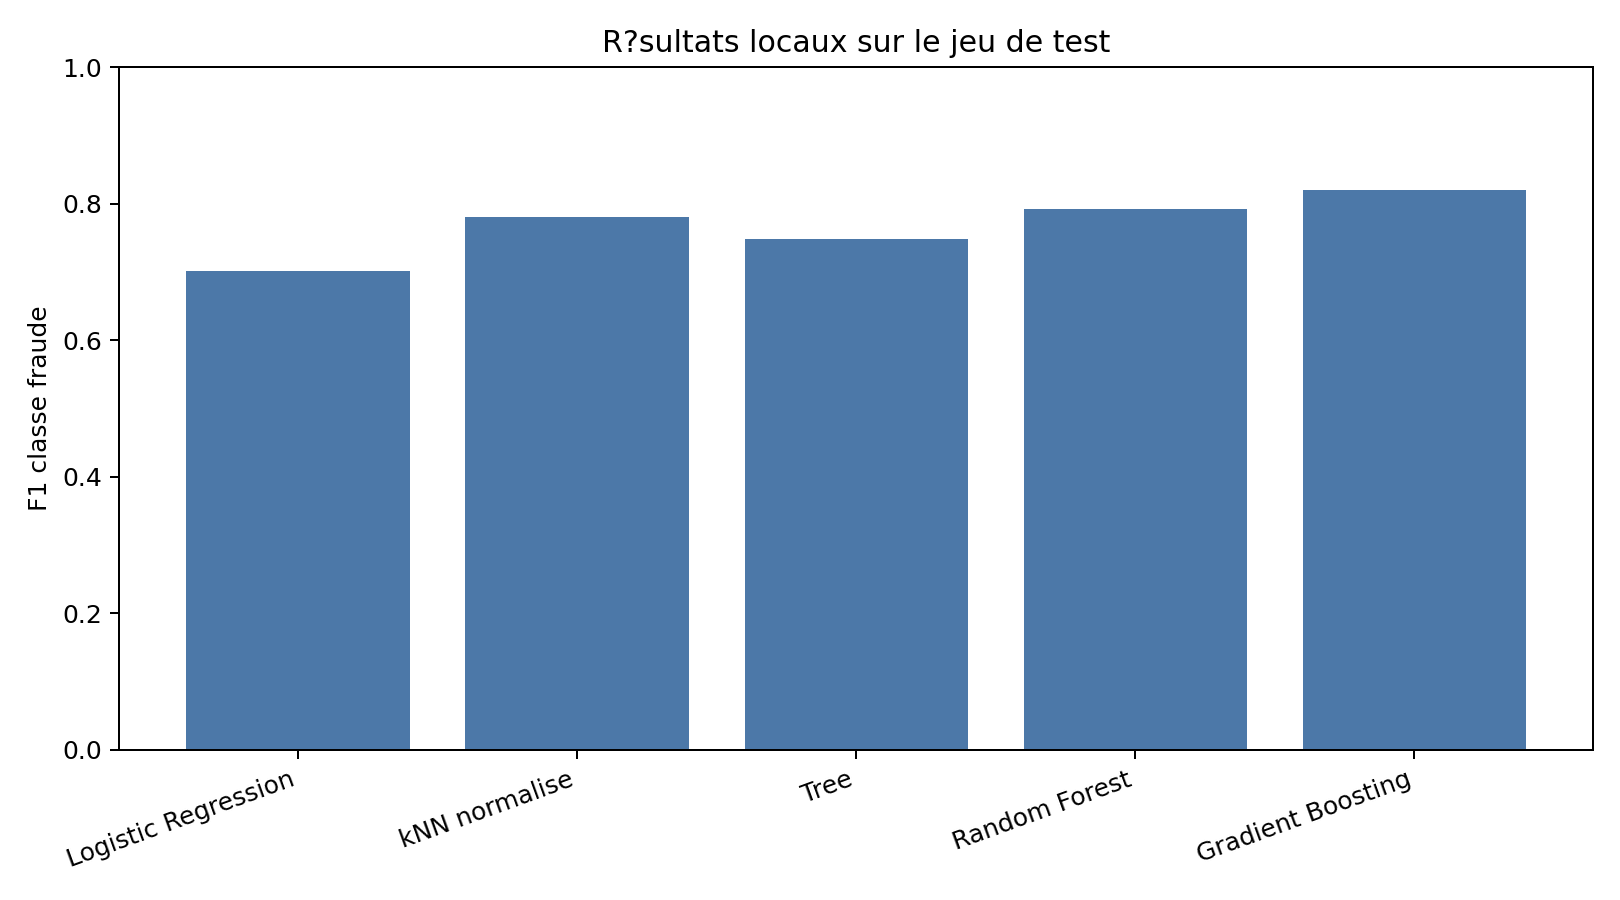 R?sultats locaux sur le jeu de test
F1 classe fraude
1.0
0.8
0.6
0.4
0.2
0.0
Logistic Regression
kNN normalise
Tree
Random Forest
Gradient Boosting